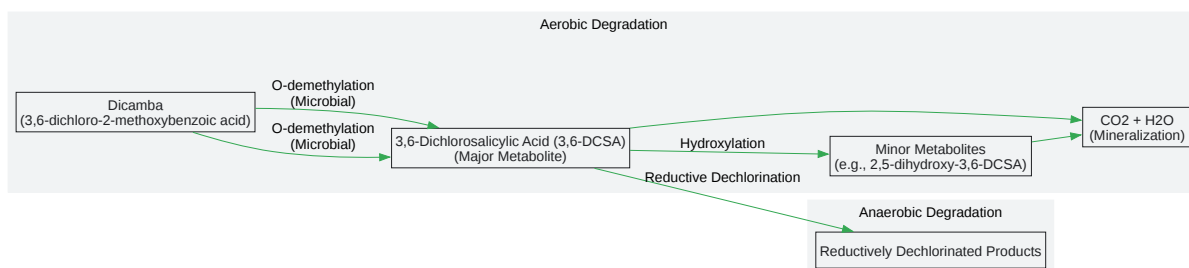 Aerobic Degradation
Dicamba
(3,6-dichloro-2-methoxybenzoic acid)
O-demethylation
(Microbial)
O-demethylation
(Microbial)
3,6-Dichlorosalicylic Acid (3,6-DCSA)
(Major Metabolite)
Hydroxylation
Reductive Dechlorination
Minor Metabolites
(e.g., 2,5-dihydroxy-3,6-DCSA)
CO2 + H2O
(Mineralization)
Anaerobic Degradation
Reductively Dechlorinated Products